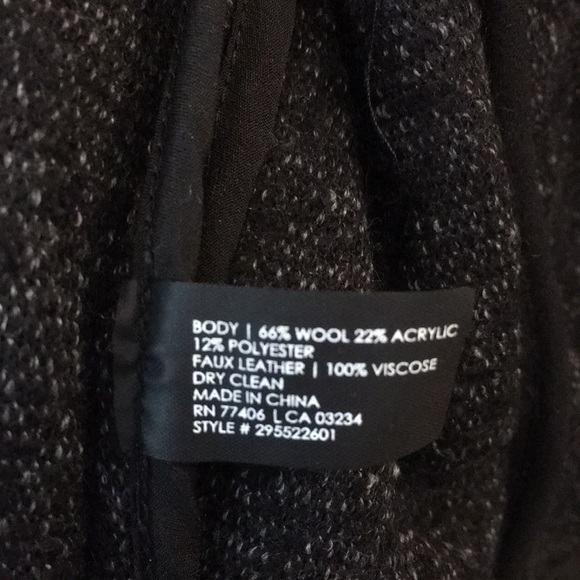 BODY | 66% WOOL 22% ACRYLIC
12% POLYESTER
FAUX LEATHER | 100% VISCOSE
DRY CLEAN
MADE IN CHINA
RN 77406 L CA 03234
STYLE # 295522601